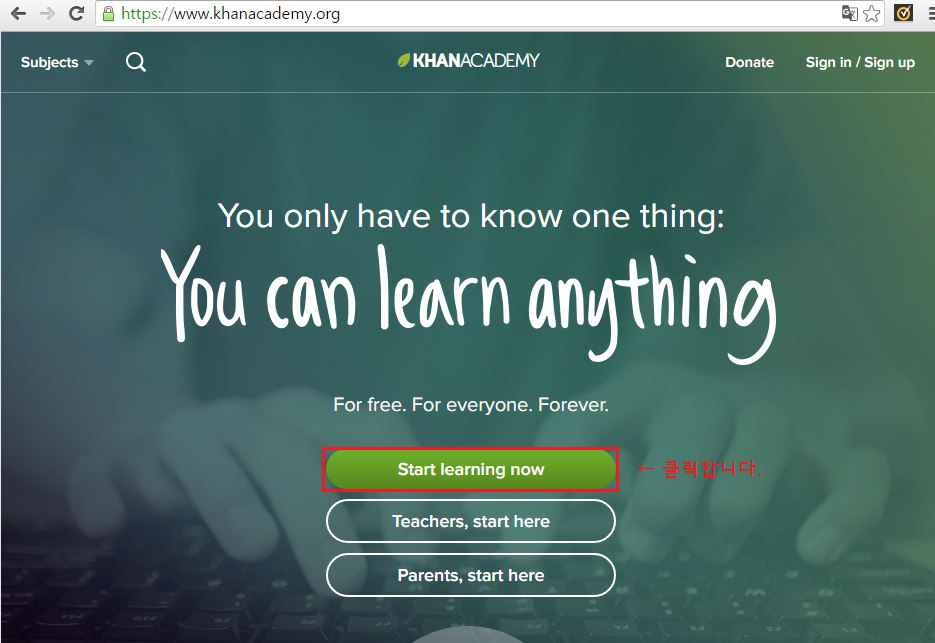 https://www.khanacademy.org
Subjects
KHANACADEMY
Donate
Sign in / Sign up
You only have to know one thing:
You can learn anything
For free. For everyone. Forever.
Start learning now
← 클릭합니다.
Teachers, start here
Parents, start here